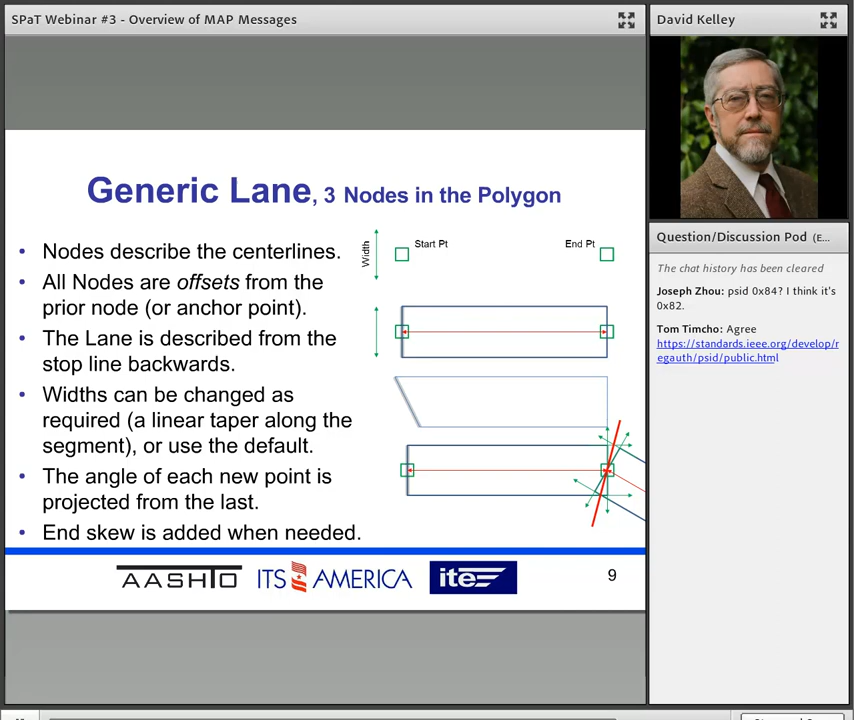 SPaT Webinar #3 - Overview of MAP Messages
Generic Lane, 3 Nodes in the Polygon
• Nodes describe the centerlines.
• All Nodes are offsets from the
prior node (or anchor point).
• The Lane is described from the
stop line backwards.
• Widths can be changed as
required (a linear taper along the
segment), or use the default.
• The angle of each new point is
projected from the last.
• End skew is added when needed.
Width
Start Pt
End Pt
AASHTO
ITS AMERICA
ite
9
David Kelley
Question/Discussion Pod (E...
The chat history has been cleared
Joseph Zhou: psid 0x84? I think it's
0x82.
Tom Timcho: Agree
https://standards.ieee.org/develop/r
egauth/psid/public.html